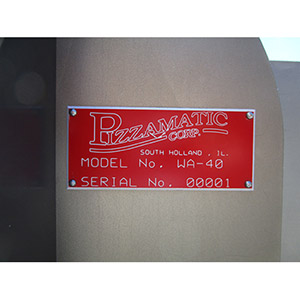 PIZZAMATIC
CORP.
SOUTH HOLLAND , IL.
MODEL No. WA-40
SERIAL No. 00001